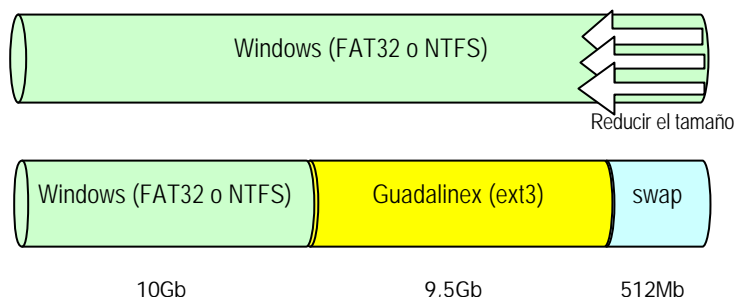 Windows (FAT32 o NTFS)
Reducir el tamaño
Windows (FAT32 o NTFS)
Guadalinex (ext3)
swap
10Gb
9,5Gb
512Mb